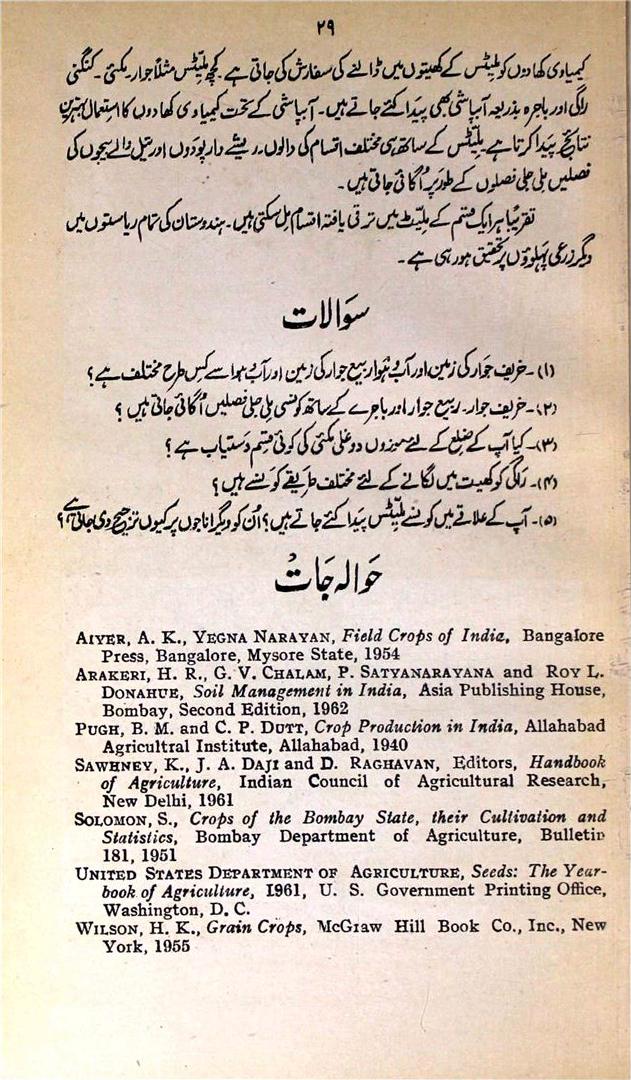 ۲۹
کیمیاوی کھادوں کو ملیٹس کے کھیتوں میں ڈالنے کی سفارش کی جاتی ہے۔ کچھ ملیٹس مثلاً جوار۔ مکئی۔ کنگنی
راگی اور باجرہ بذریعہ آبپاشی بھی پیدا کئے جاتے ہیں۔ آبپاشی کے تحت کیمیاوی کھادوں کا استعمال بہترین
نتائج پیدا کرتا ہے۔ ملیٹس کے ساتھ ہی مختلف اقسام کی دالوں۔ ریشے دار پودوں اور تیل والے بیجوں کی
فصلیں ملی جلی فصلوں کے طور پر اُگائی جاتی ہیں۔
تقریباً ہر ایک قسم کے ملیٹ میں ترقی یافتہ اقسام مل سکتی ہیں۔ ہندوستان کی تمام ریاستوں میں
دیگر زرعی پہلوؤں پر تحقیق ہو رہی ہے۔
سوالات
(۱)۔ خریف جوار کی زمین اور آب و ہوا ربیع جوار کی زمین اور آب و ہوا سے کس طرح مختلف ہے؟
(۲)۔ خریف جوار۔ ربیع جوار اور باجرے کے ساتھ کونسی ملی جلی فصلیں اُگائی جاتی ہیں؟
(۳)۔ کیا آپ کے ضلع کے لئے موزوں دوغلی مکئی کی کوئی قسم دستیاب ہے؟
(۴)۔ راگی کو کھیت میں لگانے کے لئے مختلف طریقے کونسے ہیں؟
(۵)۔ آپ کے علاقے میں کونسے ملیٹس پیدا کئے جاتے ہیں؟ اُن کو دیگر اناجوں پر کیوں ترجیح دی جاتی ہے؟
حوالہ جات
AIYER, A. K., YEGNA NARAYAN, Field Crops of India, Bangalore
Press, Bangalore, Mysore State, 1954
ARAKERI, H. R., G. V. CHALAM, P. SATYANARAYANA and ROY L.
DONAHUE, Soil Management in India, Asia Publishing House,
Bombay, Second Edition, 1962
PUGH, B. M. and C. P. DUTT, Crop Production in India, Allahabad
Agricultral Institute, Allahabad, 1940
SAWHNEY, K., J. A. DAJI and D. RAGHAVAN, Editors, Handbook
of Agriculture, Indian Council of Agricultural Research,
New Delhi, 1961
SOLOMON, S., Crops of the Bombay State, their Cultivation and
Statistics, Bombay Department of Agriculture, Bulletin
181, 1951
UNITED STATES DEPARTMENT OF AGRICULTURE, Seeds: The Year-
book of Agriculture, 1961, U. S. Government Printing Office,
Washington, D. C.
WILSON, H. K., Grain Crops, McGraw Hill Book Co., Inc., New
York, 1955